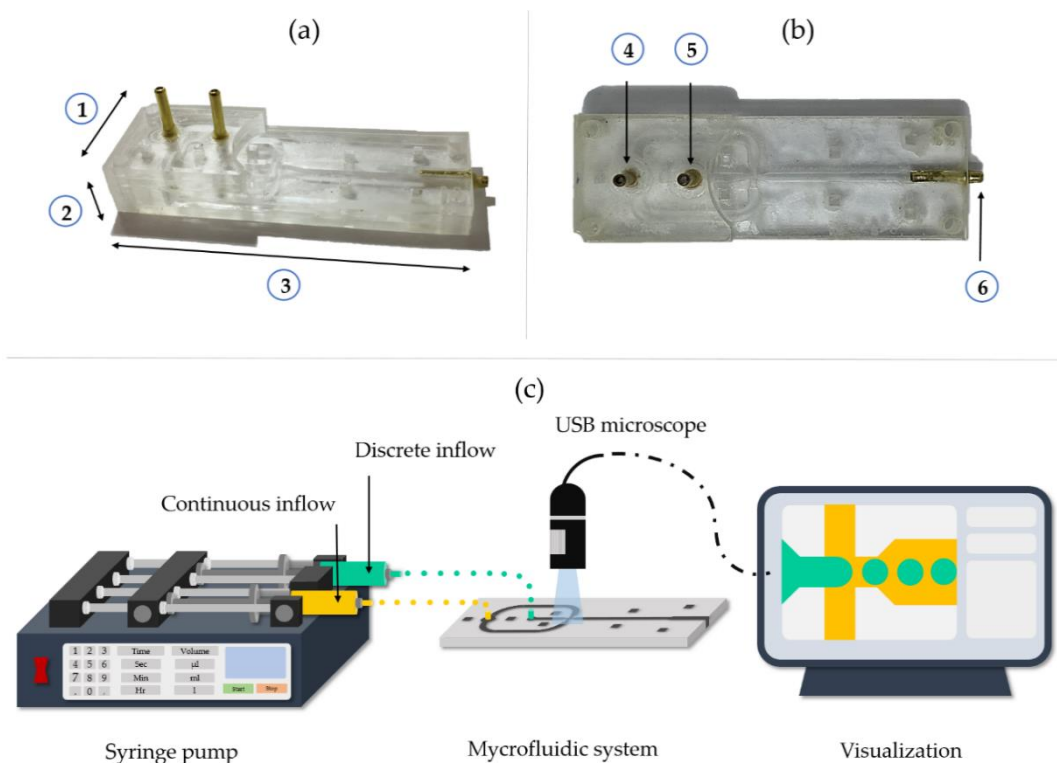 (a)
1
2
3
(b)
4
5
6
(c)
USB microscope
Discrete inflow
Continuous inflow
1 2 3 Time Volume
4 5 6 Sec µl
7 8 9 Min ml
. 0 . Hr 1
Start Stop
Syringe pump
Mycrofluidic system
Visualization